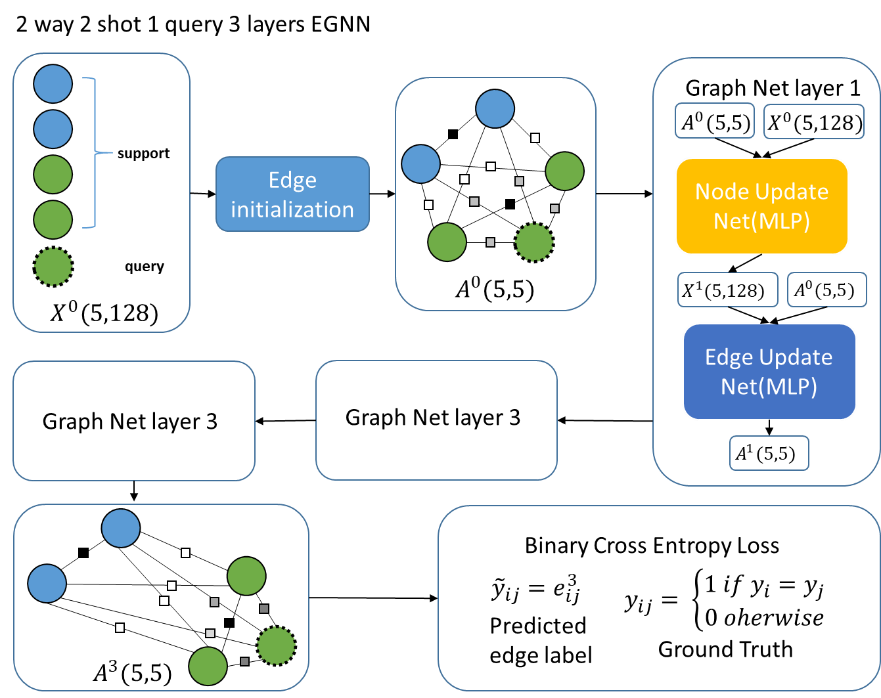 2 way 2 shot 1 query 3 layers EGNN
support
query
X⁰(5,128)
Edge
initialization
A⁰(5,5)
Graph Net layer 1
A⁰(5,5)
X⁰(5,128)
Node Update
Net(MLP)
X¹(5,128)
A⁰(5,5)
Edge Update
Net(MLP)
A¹(5,5)
Graph Net layer 3
Graph Net layer 3
A³(5,5)
Binary Cross Entropy Loss
ỹᵢⱼ = e³ᵢⱼ
Predicted
edge label
yᵢⱼ = {1 if yᵢ = yⱼ
0 oherwise
Ground Truth